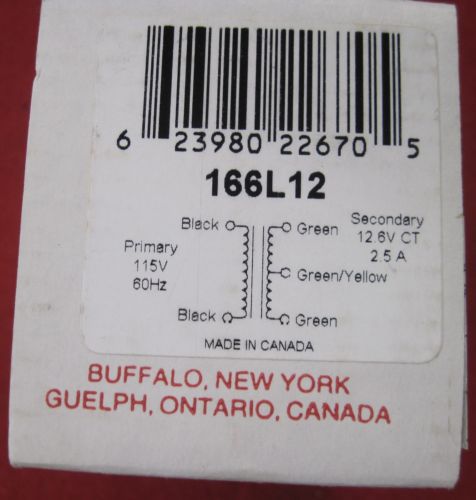 6 23980 22670 5
166L12
Black Green Secondary
12.6V CT
Primary 2.5 A
115V Green/Yellow
60Hz
Black Green
MADE IN CANADA
BUFFALO, NEW YORK
GUELPH, ONTARIO, CANADA